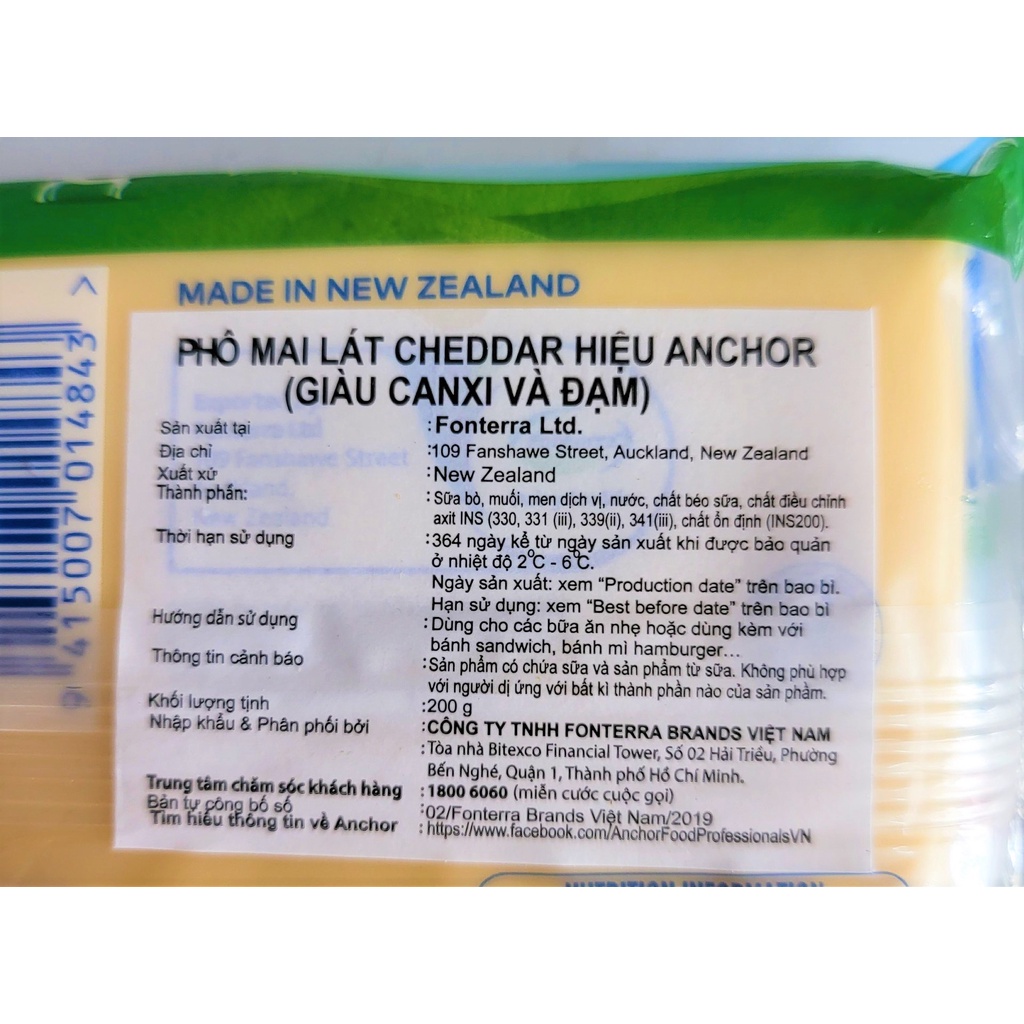 MADE IN NEW ZEALAND
PHÔ MAI LÁT CHEDDAR HIỆU ANCHOR
(GIÀU CANXI VÀ ĐẠM)
Sản xuất tại : Fonterra Ltd.
Địa chỉ :109 Fanshawe Street, Auckland, New Zealand
Xuất xứ : New Zealand
Thành phần: : Sữa bò, muối, men dịch vị, nước, chất béo sữa, chất điều chỉnh
axit INS (330, 331 (iii), 339(ii), 341(iii), chất ổn định (INS200).
Thời hạn sử dụng :364 ngày kể từ ngày sản xuất khi được bảo quản
ở nhiệt độ 2°C - 6°C.
Ngày sản xuất: xem “Production date” trên bao bì.
Hạn sử dụng: xem “Best before date” trên bao bì
Hướng dẫn sử dụng : Dùng cho các bữa ăn nhẹ hoặc dùng kèm với
bánh sandwich, bánh mì hamburger...
Thông tin cảnh báo :Sản phẩm có chứa sữa và sản phẩm từ sữa. Không phù hợp
với người dị ứng với bất kì thành phần nào của sản phẩm.
Khối lượng tịnh :200 g
Nhập khẩu & Phân phối bởi :CÔNG TY TNHH FONTERRA BRANDS VIỆT NAM
: Tòa nhà Bitexco Financial Tower, Số 02 Hải Triều, Phường
Bến Nghé, Quận 1, Thành phố Hồ Chí Minh.
Trung tâm chăm sóc khách hàng : 1800 6060 (miễn cước cuộc gọi)
Bản tự công bố số :02/Fonterra Brands Việt Nam/2019
Tìm hiểu thông tin về Anchor : https://www.facebook.com/AnchorFoodProfessionalsVN
9 415007 014843 >
NUTRITION INFORMATION